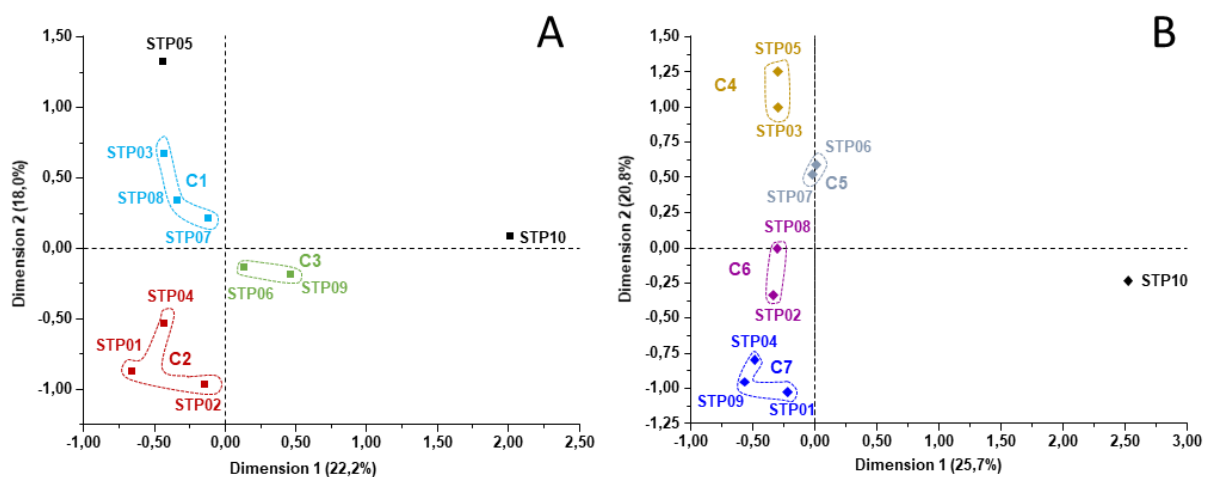 A
1,50
1,00
0,50
0,00
-0,50
-1,00
Dimension 2 (18,0%)
STP05
STP03
C1
STP08
STP07
STP10
C3
STP06
STP09
STP04
STP01
C2
STP02
-1,00
-0,50
0,00
0,50
1,00
1,50
2,00
2,50
Dimension 1 (22,2%)
B
1,50
1,25
1,00
0,75
0,50
0,25
0,00
-0,25
-0,50
-0,75
-1,00
-1,25
Dimension 2 (20,8%)
STP05
C4
STP03
STP06
STP07
C5
STP08
C6
STP02
STP10
STP04
C7
STP09
STP01
-1,00
-0,50
0,00
0,50
1,00
1,50
2,00
2,50
3,00
Dimension 1 (25,7%)